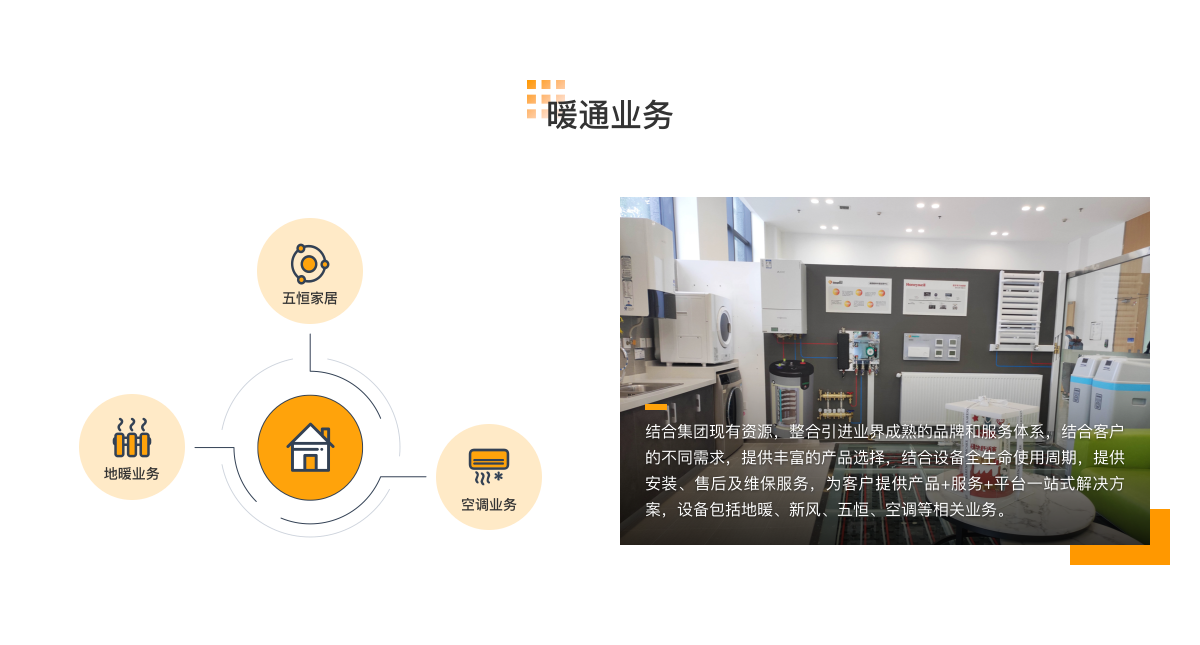 暖通业务
五恒家居
地暖业务
空调业务
Honeywell
结合集团现有资源，整合引进业界成熟的品牌和服务体系，结合客户
的不同需求，提供丰富的产品选择，结合设备全生命使用周期，提供
安装、售后及维保服务，为客户提供产品+服务+平台一站式解决方
案，设备包括地暖、新风、五恒、空调等相关业务。